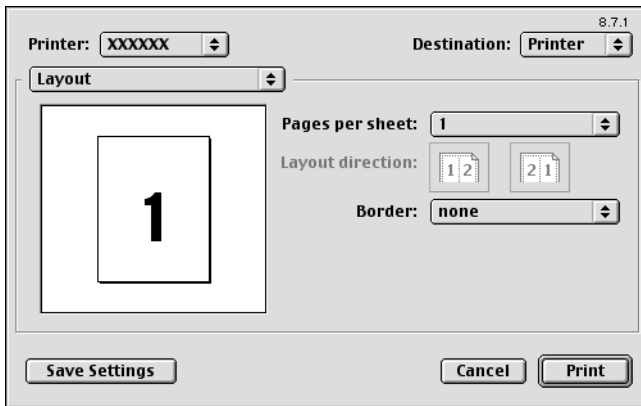 8.7.1
Printer: XXXXXX
Destination: Printer
Layout
Pages per sheet: 1
Layout direction: 1 2 2 1
Border: none
1
Save Settings
Cancel
Print